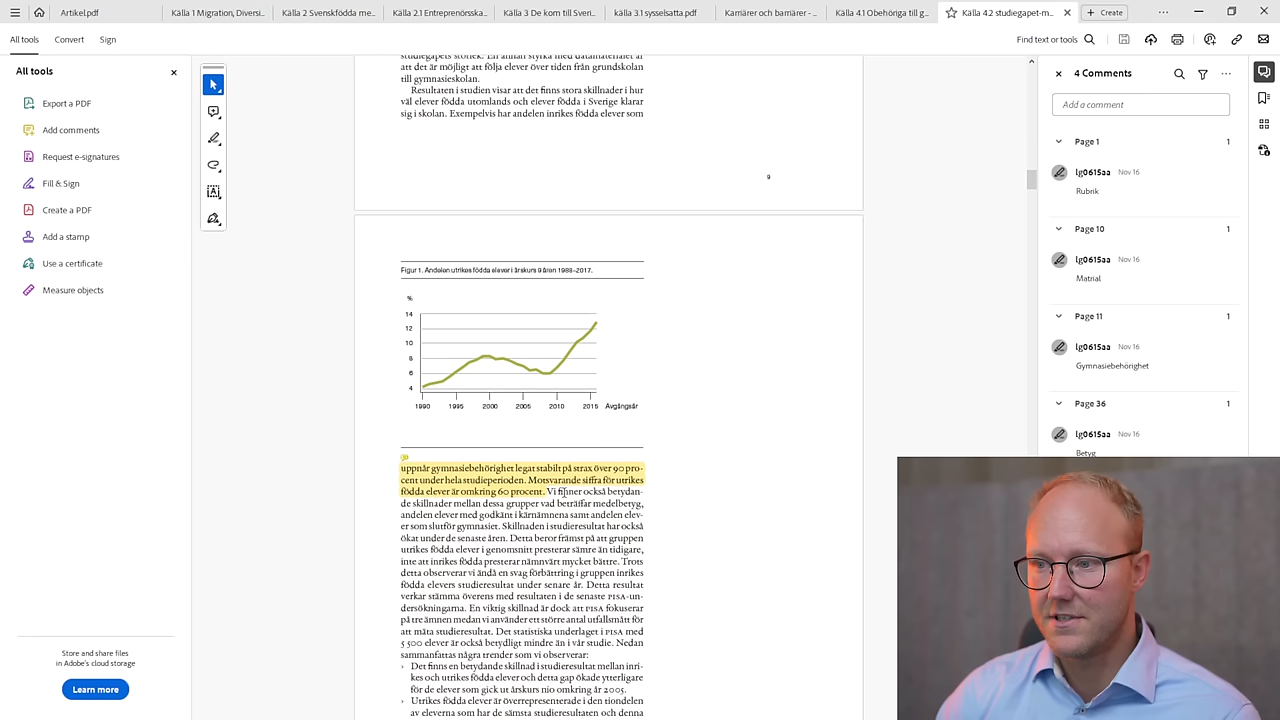 Artikel.pdf
Källa 1 Migration, Diversi...
Källa 2 Svenskfödda me...
Källa 2.1 Entreprenörsska...
Källa 3 De kom till Sveri...
källa 3.1 sysselsatta.pdf
Karriärer och barriärer - ...
Källa 4.1 Obehöriga till g...
Källa 4.2 studiegapet-m...
Create
All tools
Convert
Sign
Find text or tools
All tools
Export a PDF
Add comments
Request e-signatures
Fill & Sign
Create a PDF
Add a stamp
Use a certificate
Measure objects
Store and share files
in Adobe's cloud storage
Learn more
studiegapets storlek. En annan styrka med datamaterialet är
att det är möjligt att följa elever över tiden från grundskolan
till gymnasieskolan.
Resultaten i studien visar att det finns stora skillnader i hur
väl elever födda utomlands och elever födda i Sverige klarar
sig i skolan. Exempelvis har andelen inrikes födda elever som
9
Figur 1. Andelen utrikes födda elever i årskurs 9 åren 1988–2017.
%
14
12
10
8
6
4
1990 1995 2000 2005 2010 2015 Avgångsår
uppnår gymnasiebehörighet legat stabilt på strax över 90 pro-
cent under hela studieperioden. Motsvarande siffra för utrikes
födda elever är omkring 60 procent. Vi finner också betydan-
de skillnader mellan dessa grupper vad beträffar medelbetyg,
andelen elever med godkänt i kärnämnena samt andelen elev-
er som slutför gymnasiet. Skillnaden i studieresultat har också
ökat under de senaste åren. Detta beror främst på att gruppen
utrikes födda elever i genomsnitt presterar sämre än tidigare,
inte att inrikes födda presterar nämnvärt mycket bättre. Trots
detta observerar vi ändå en svag förbättring i gruppen inrikes
födda elevers studieresultat under senare år. Detta resultat
verkar stämma överens med resultaten i de senaste PISA-un-
dersökningarna. En viktig skillnad är dock att PISA fokuserar
på tre ämnen medan vi använder ett större antal utfallsmått för
att mäta studieresultat. Det statistiska underlaget i PISA med
5 500 elever är också betydligt mindre än i vår studie. Nedan
sammanfattas några trender som vi observerar:
› Det finns en betydande skillnad i studieresultat mellan inri-
kes och utrikes födda elever och detta gap ökade ytterligare
för de elever som gick ut årskurs nio omkring år 2005.
› Utrikes födda elever är överrepresenterade i den tiondelen
av eleverna som har de sämsta studieresultaten och denna
4 Comments
Add a comment
Page 1 1
lg0615aa Nov 16
Rubrik
Page 10 1
lg0615aa Nov 16
Matrial
Page 11 1
lg0615aa Nov 16
Gymnasiebehörighet
Page 36 1
lg0615aa Nov 16
Betyg